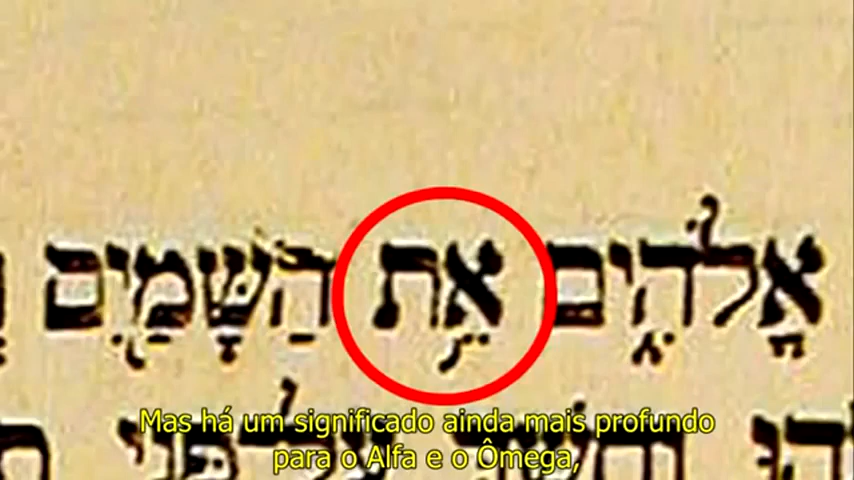 אֱלֹהִ֑ים אֵ֥ת הַשָּׁמַ֖יִם
Mas há um significado ainda mais profundo
para o Alfa e o Ômega,